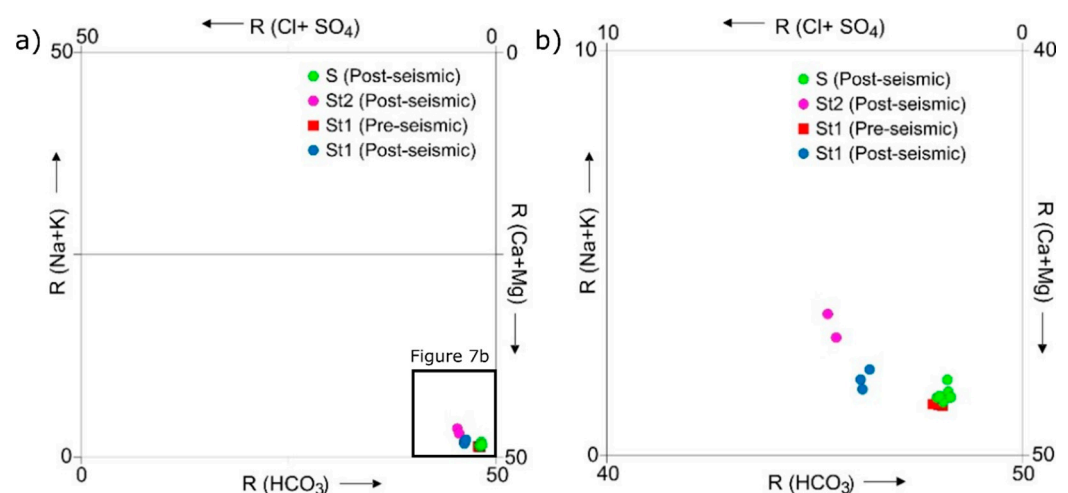 a)
R (Cl+ SO4)
50
50
0
0
S (Post-seismic)
St2 (Post-seismic)
St1 (Pre-seismic)
St1 (Post-seismic)
R (Na+K)
R (Ca+Mg)
Figure 7b
0
50
0
50
R (HCO3)
b)
R (Cl+ SO4)
10
0
10
40
S (Post-seismic)
St2 (Post-seismic)
St1 (Pre-seismic)
St1 (Post-seismic)
R (Na+K)
R (Ca+Mg)
0
50
40
50
R (HCO3)